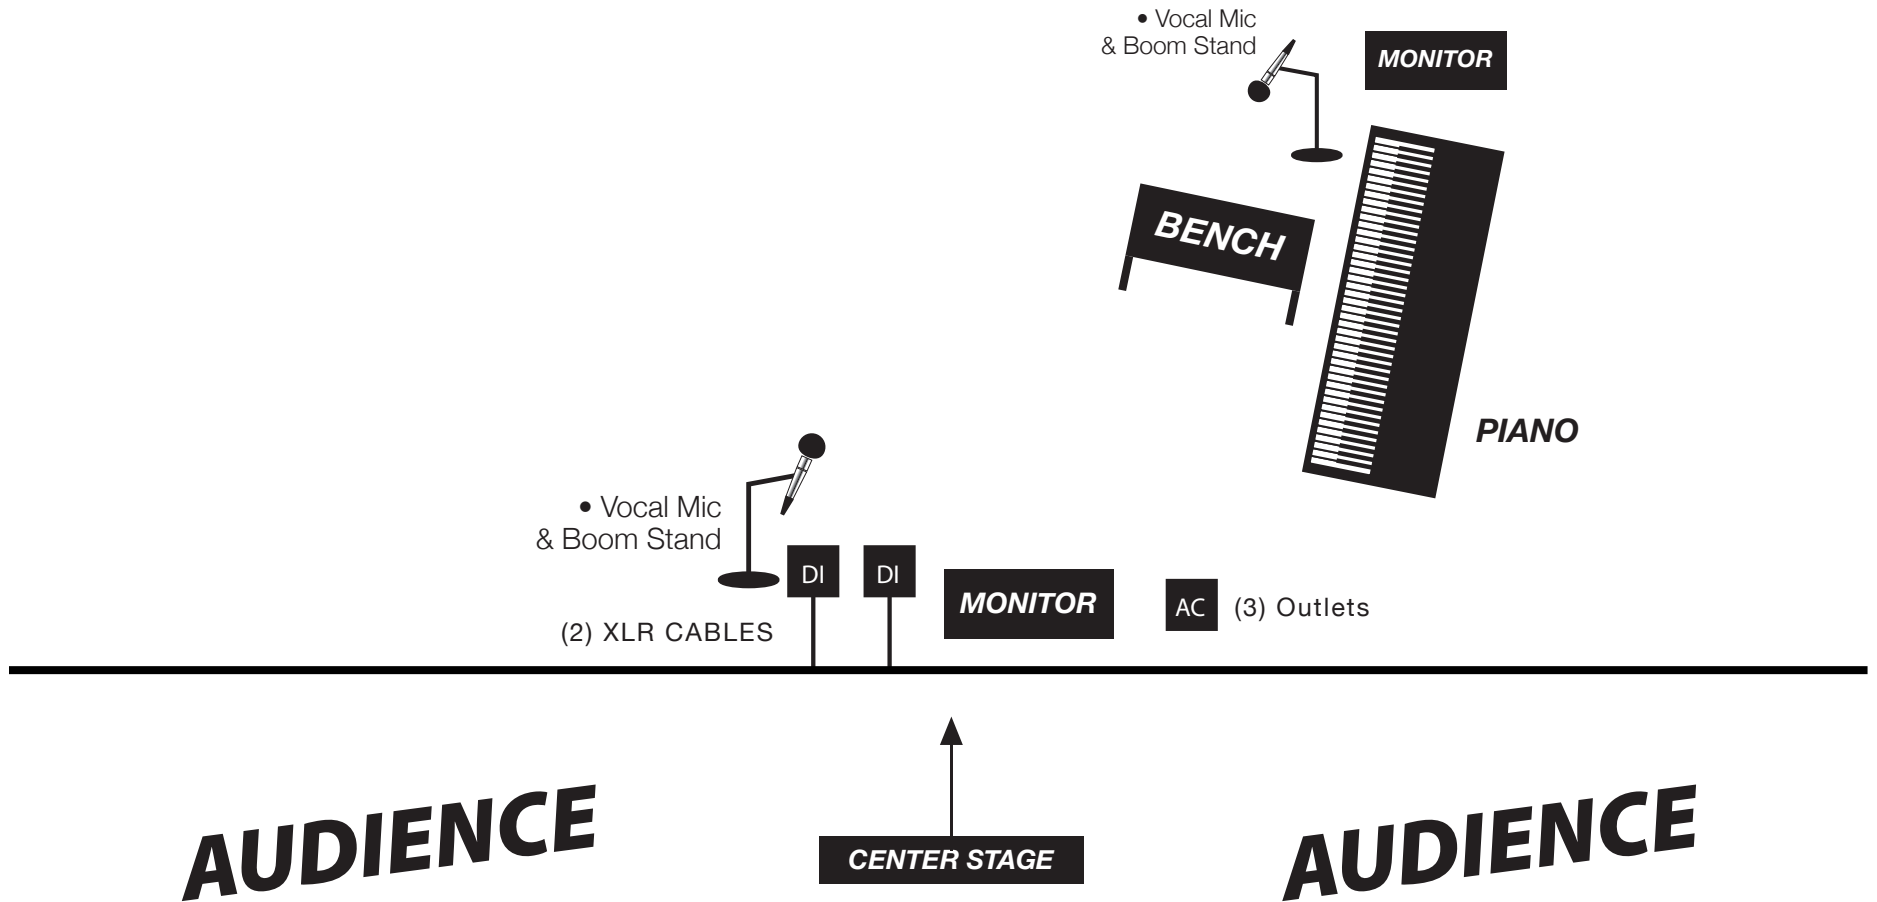 • Vocal Mic
& Boom Stand
MONITOR
BENCH
PIANO
• Vocal Mic
& Boom Stand
DI
DI
MONITOR
AC
(3) Outlets
(2) XLR CABLES
CENTER STAGE
AUDIENCE
AUDIENCE